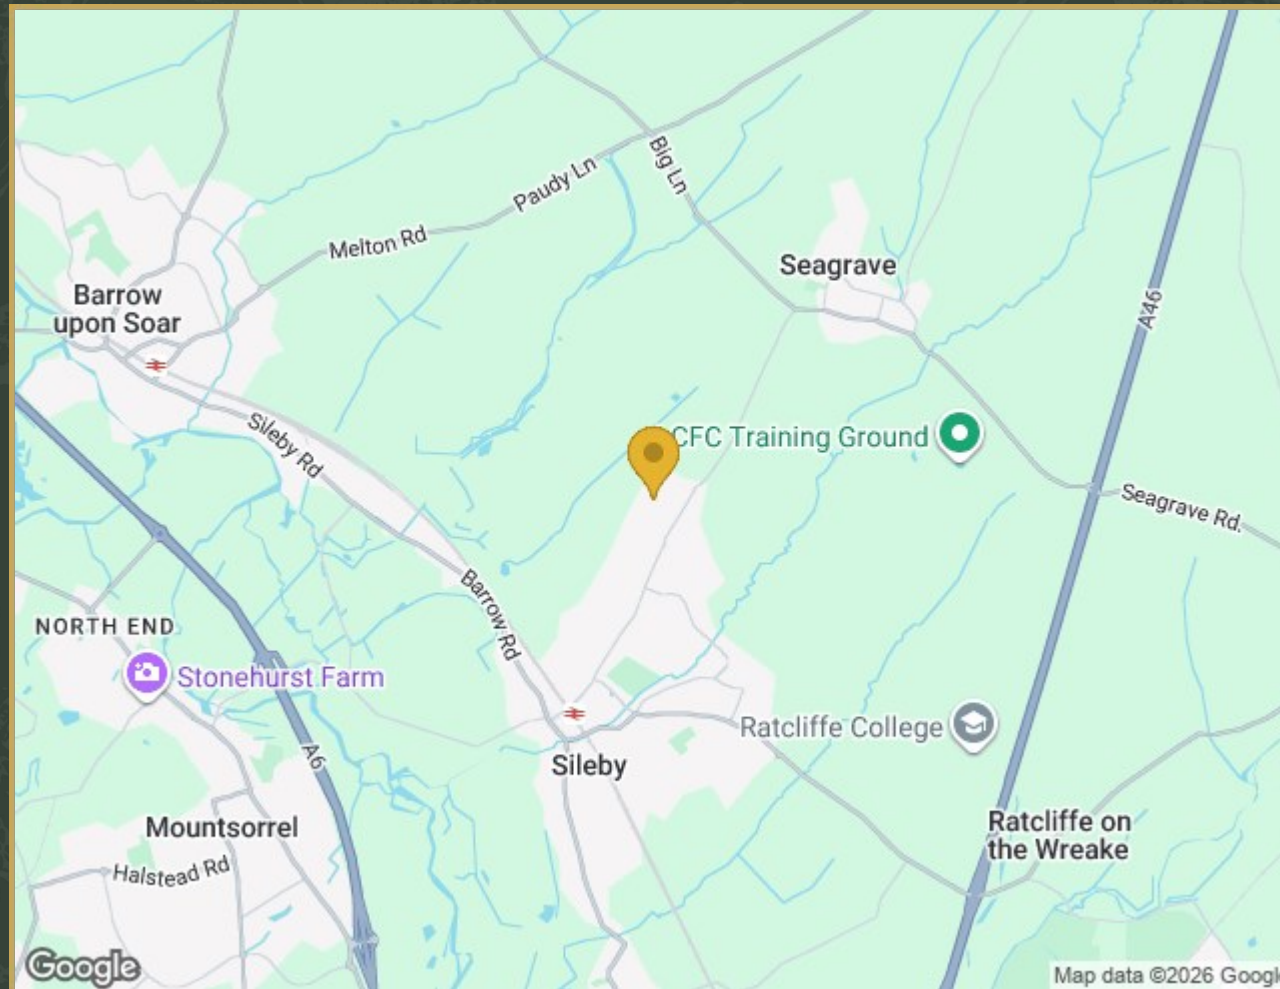 Paudy Ln
Big Ln
Melton Rd
Seagrave
Barrow
upon Soar
A46
Sileby Rd
CFC Training Ground
Seagrave Rd.
Barrow Rd
NORTH END
Stonehurst Farm
Ratcliffe College
A6
Sileby
Mountsorrel
Ratcliffe on
the Wreake
Halstead Rd
Google
Map data ©2026 Google